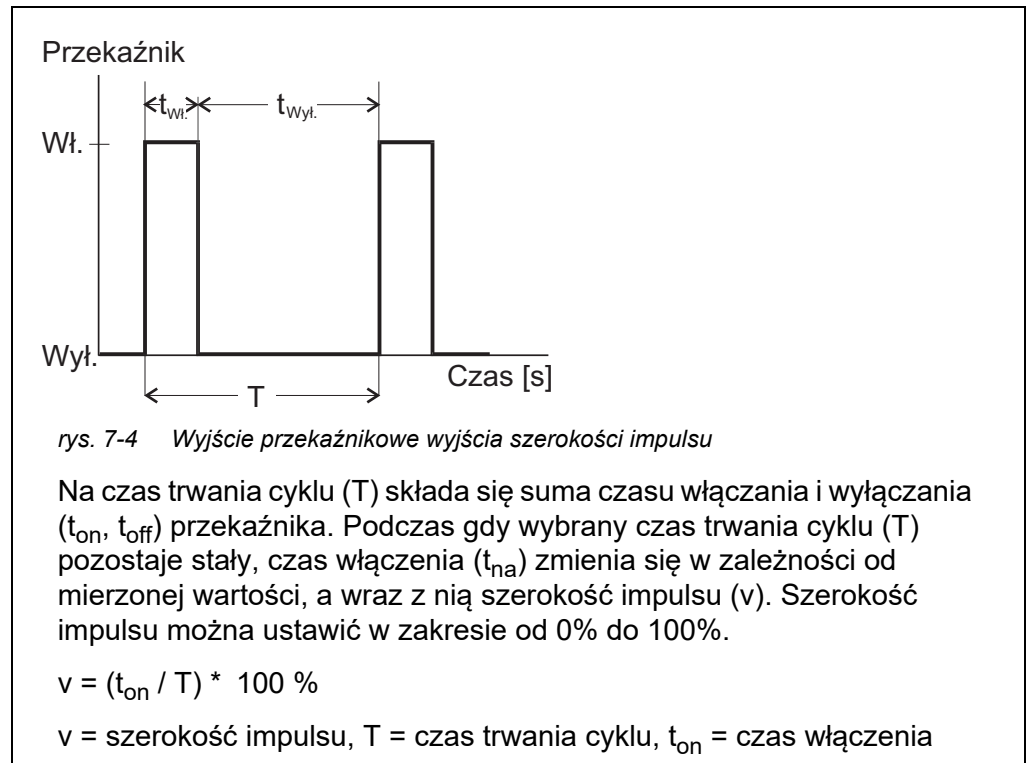 Przekaźnik
tWł. tWył.
Wł.
Wył.
Czas [s]
T
rys. 7-4 Wyjście przekaźnikowe wyjścia szerokości impulsu
Na czas trwania cyklu (T) składa się suma czasu włączania i wyłączania
(ton, toff) przekaźnika. Podczas gdy wybrany czas trwania cyklu (T)
pozostaje stały, czas włączenia (tna) zmienia się w zależności od
mierzonej wartości, a wraz z nią szerokość impulsu (v). Szerokość
impulsu można ustawić w zakresie od 0% do 100%.
v = (ton / T) * 100 %
v = szerokość impulsu, T = czas trwania cyklu, ton = czas włączenia